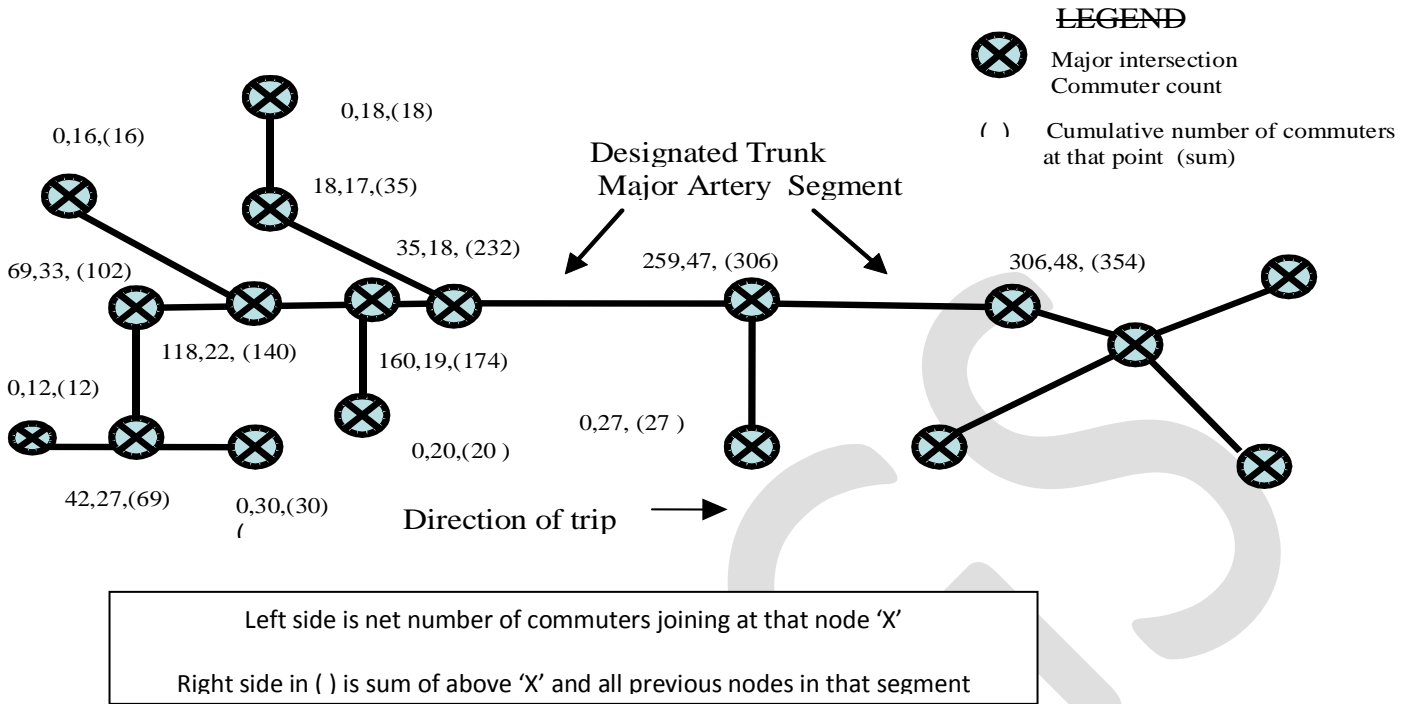 LEGEND
Major intersection
Commuter count
( ) Cumulative number of commuters
at that point (sum)
0,18,(18)
0,16,(16)
Designated Trunk
Major Artery Segment
18,17,(35)
35,18, (232)
259,47, (306)
306,48, (354)
69,33, (102)
118,22, (140)
160,19,(174)
0,12,(12)
0,20,(20 )
0,27, (27 )
42,27,(69)
0,30,(30)
(
Direction of trip
Left side is net number of commuters joining at that node ‘X’
Right side in ( ) is sum of above ‘X’ and all previous nodes in that segment